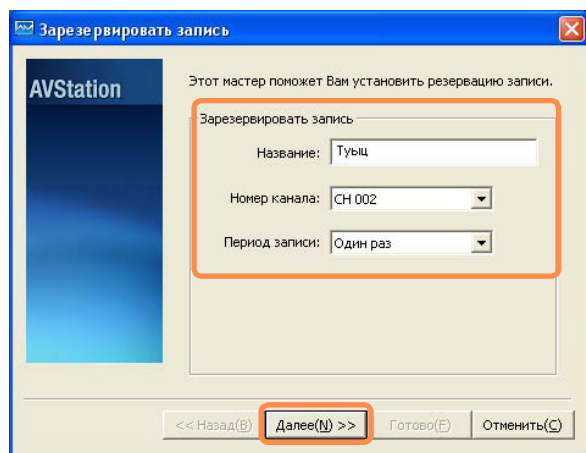 Зарезервировать запись
AVStation
Этот мастер поможет Вам установить резервацию записи.
Зарезервировать запись
Название: Туыц
Номер канала: CH 002
Период записи: Один раз
<< Назад(B) Далее(N) >> Готово(F) Отменить(C)